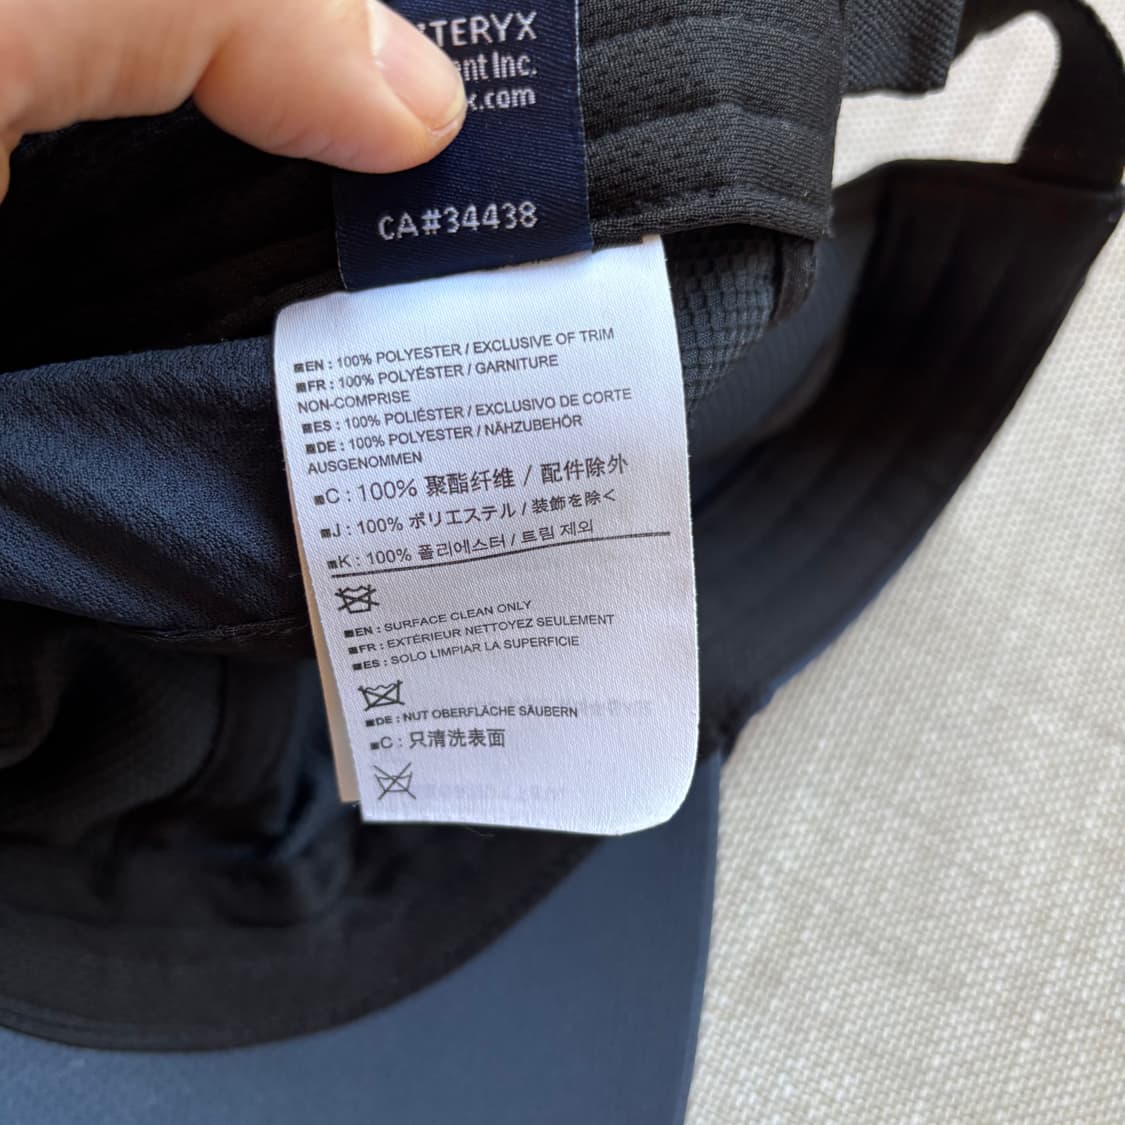 TERYX
Inc.
.com
CA#34438
EN : 100% POLYESTER / EXCLUSIVE OF TRIM
FR : 100% POLYÉSTER / GARNITURE
NON-COMPRISE
ES : 100% POLIÉSTER / EXCLUSIVO DE CORTE
DE : 100% POLYESTER / NÄHZUBEHÖR
AUSGENOMMEN
C : 100% 聚酯纤维 / 配件除外
J : 100% ポリエステル / 装飾を除く
K : 100% 폴리에스터 / 트림 제외
EN : SURFACE CLEAN ONLY
FR : EXTÉRIEUR NETTOYEZ SEULEMENT
ES : SOLO LIMPIAR LA SUPERFICIE
DE : NUT OBERFLÄCHE SÄUBERN
C : 只清洗表面